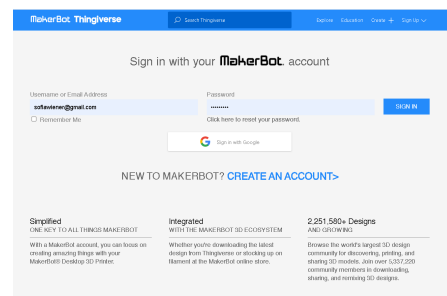 MakerBot Thingiverse
Search Thingiverse
Explore Education Create + Sign Up
Sign in with your MakerBot. account
Username or Email Address
sofiawiener@gmail.com
Remember Me
Password
•••••••••
Click here to reset your password.
SIGN IN
Sign in with Google
NEW TO MAKERBOT? CREATE AN ACCOUNT>
Simplified
ONE KEY TO ALL THINGS MAKERBOT
With a MakerBot account, you can focus on
creating amazing things with your
MakerBot® Desktop 3D Printer.
Integrated
WITH THE MAKERBOT 3D ECOSYSTEM
Whether you're downloading the latest
design from Thingiverse or stocking up on
filament at the MakerBot online store.
2,251,580+ Designs
AND GROWING
Browse the world's largest 3D design
community for discovering, printing, and
sharing 3D models. Join over 5,337,220
community members in downloading,
sharing, and remixing 3D designs.